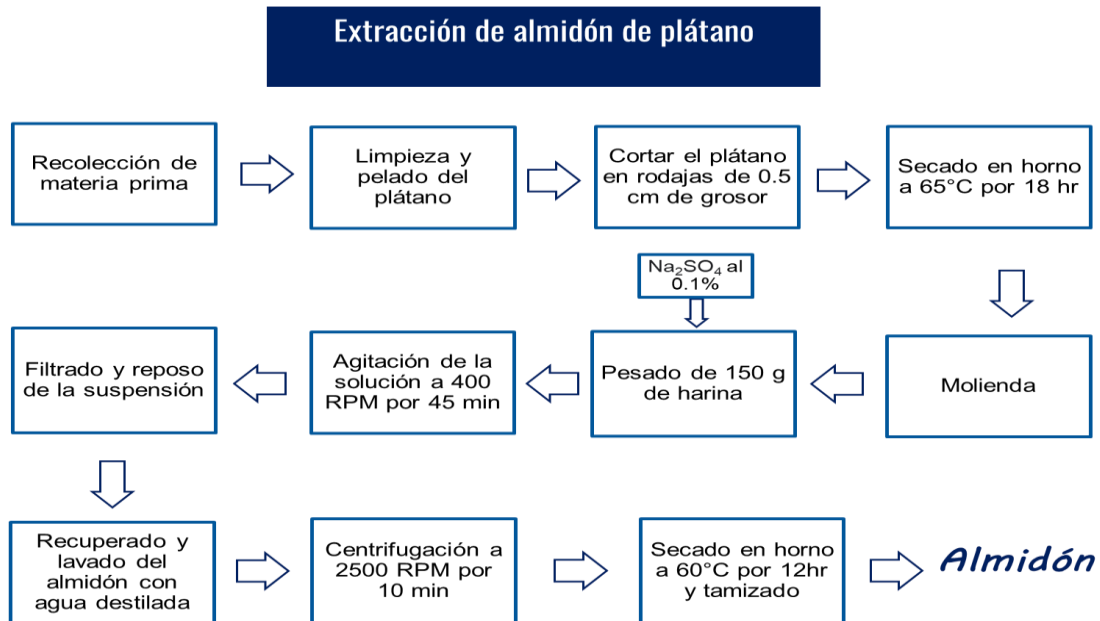 Extracción de almidón de plátano
Recolección de
materia prima
Limpieza y
pelado del
plátano
Cortar el plátano
en rodajas de 0.5
cm de grosor
Secado en horno
a 65°C por 18 hr
Molienda
Na₂SO₄ al
0.1%
Pesado de 150 g
de harina
Agitación de la
solución a 400
RPM por 45 min
Filtrado y reposo
de la suspensión
Recuperado y
lavado del
almidón con
agua destilada
Centrifugación a
2500 RPM por
10 min
Secado en horno
a 60°C por 12hr
y tamizado
Almidón